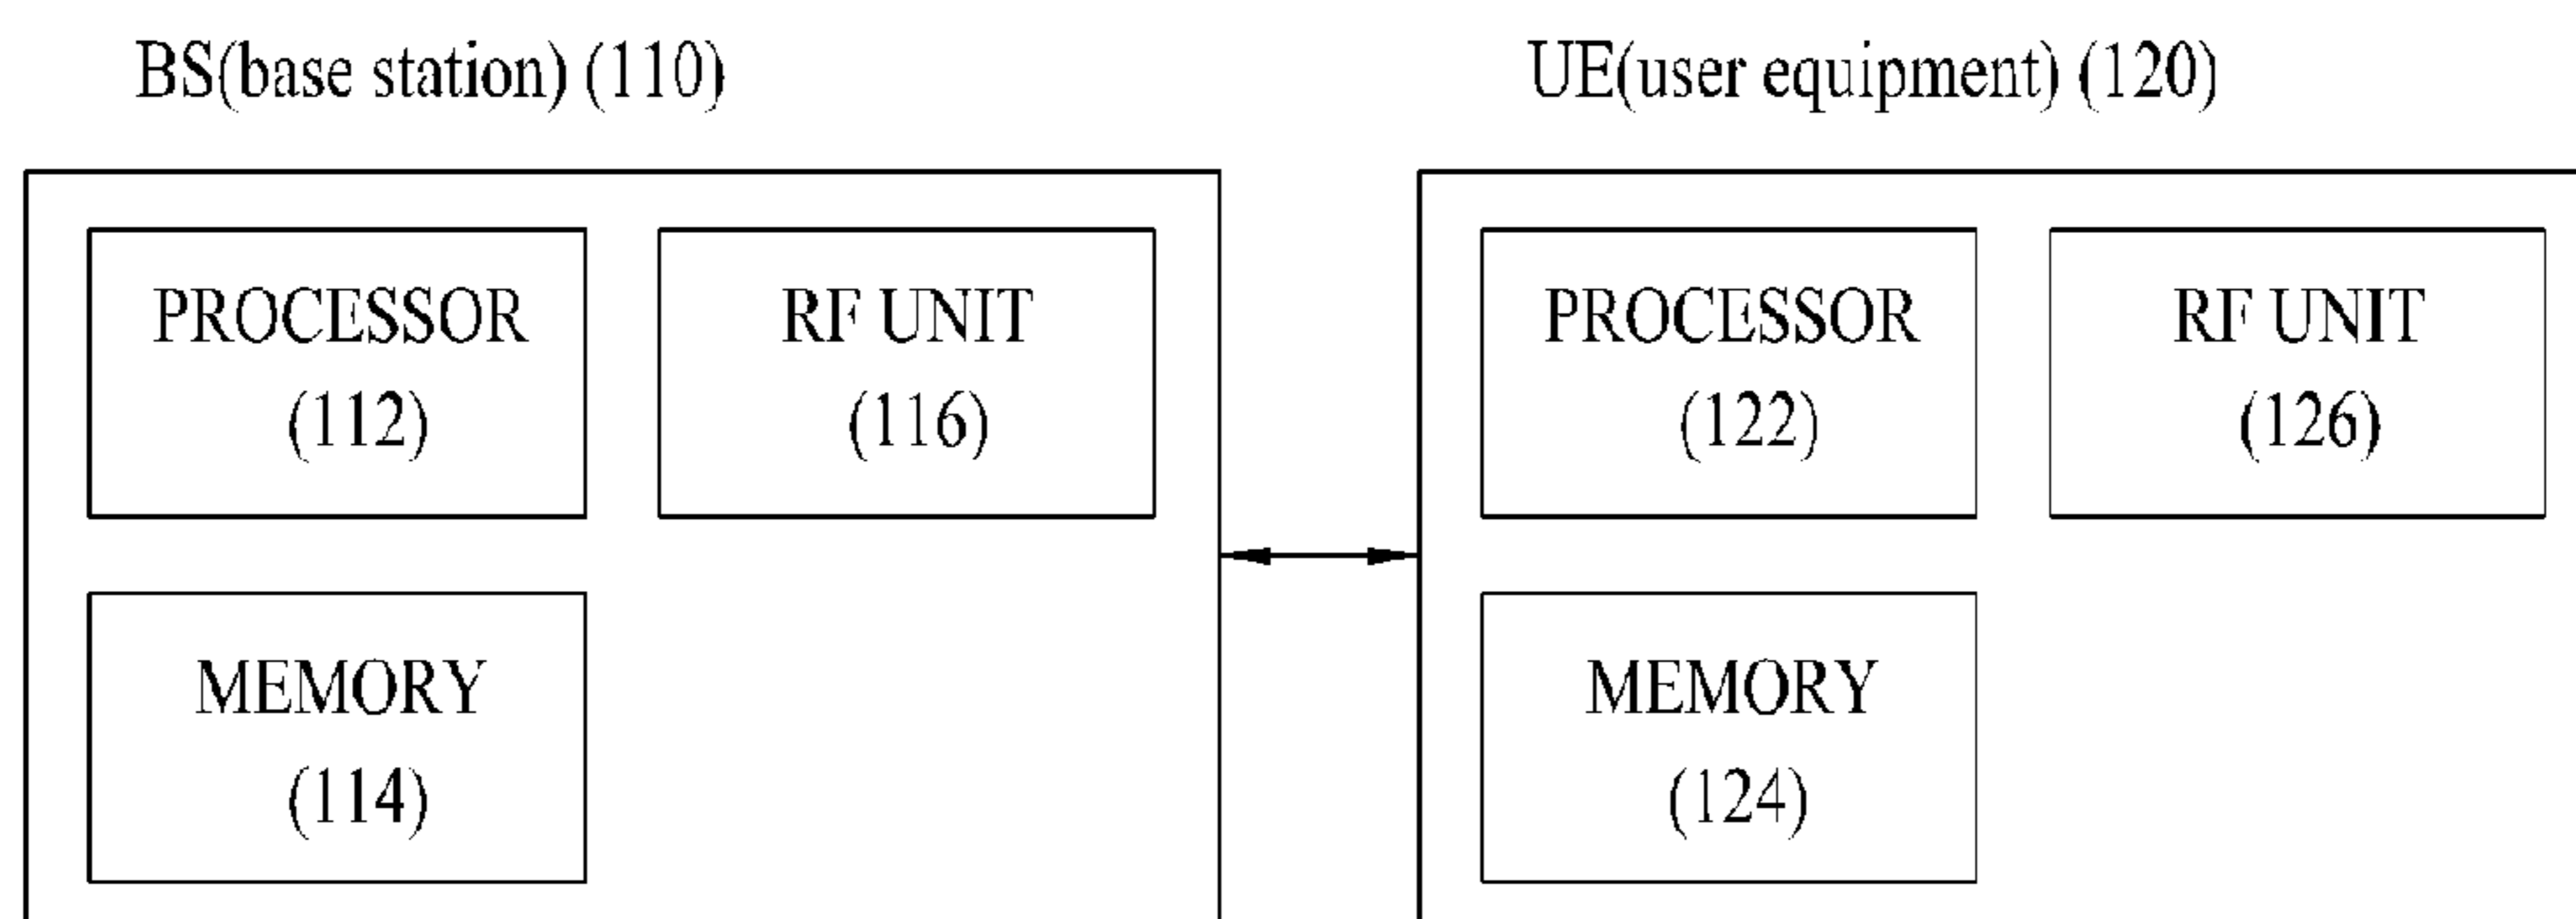 BS(base station) (110)
PROCESSOR
(112)
RF UNIT
(116)
MEMORY
(114)
UE(user equipment) (120)
PROCESSOR
(122)
RF UNIT
(126)
MEMORY
(124)